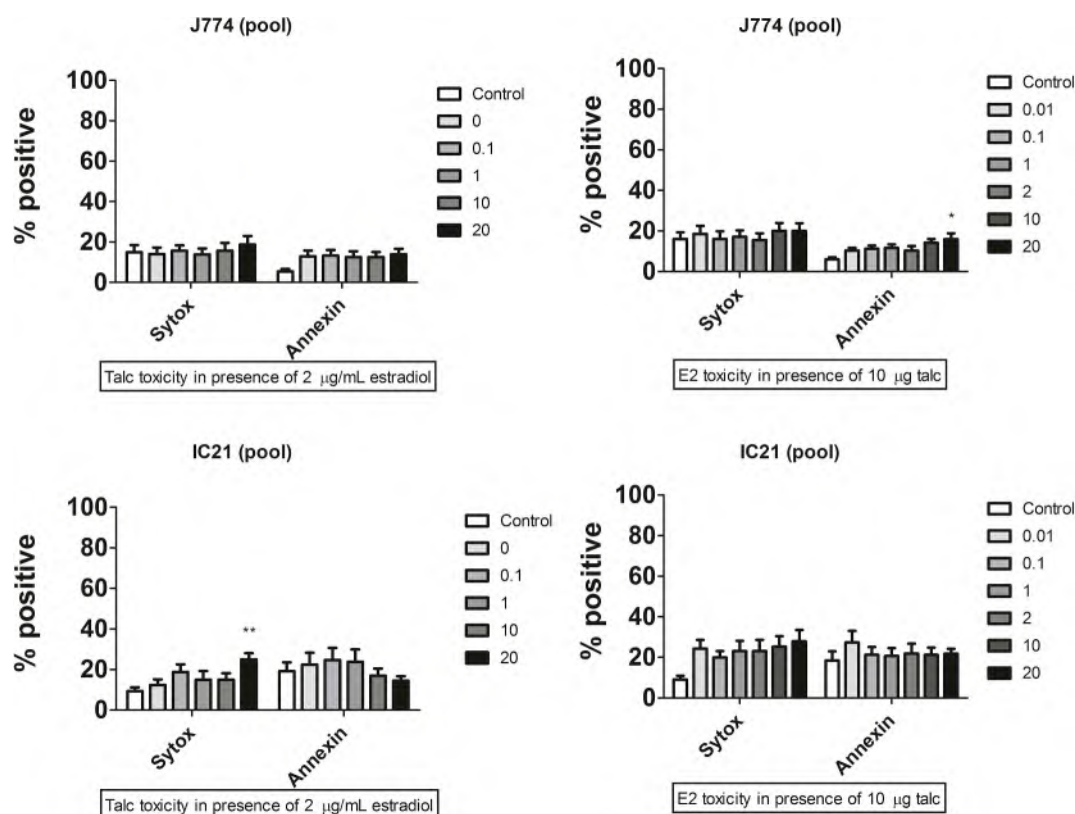 J774 (pool)
% positive
100
80
60
40
20
0
Sytox
Annexin
Control
0
0.1
1
10
20
Talc toxicity in presence of 2 μg/mL estradiol
J774 (pool)
% positive
100
80
60
40
20
0
*
Sytox
Annexin
Control
0.01
0.1
1
2
10
20
E2 toxicity in presence of 10 μg talc
IC21 (pool)
% positive
100
80
60
40
20
0
**
Sytox
Annexin
Control
0
0.1
1
10
20
Talc toxicity in presence of 2 μg/mL estradiol
IC21 (pool)
% positive
100
80
60
40
20
0
Sytox
Annexin
Control
0.01
0.1
1
2
10
20
E2 toxicity in presence of 10 μg talc